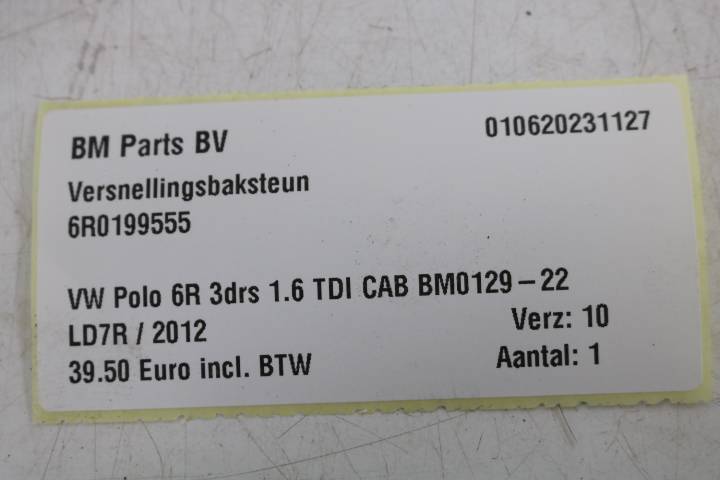 BM Parts BV 010620231127
Versnellingsbaksteun
6R0199555
VW Polo 6R 3drs 1.6 TDI CAB BM0129-22
LD7R / 2012 Verz: 10
39.50 Euro incl. BTW Aantal: 1